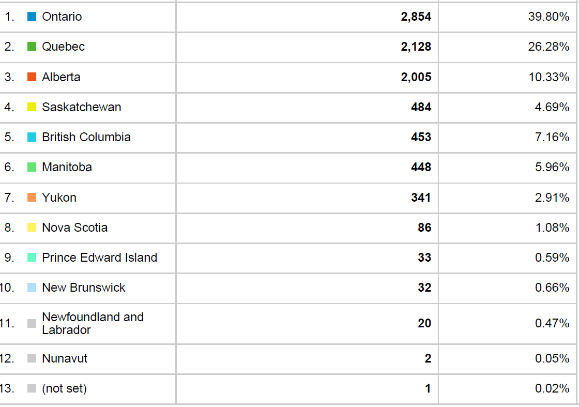 1. Ontario 2,854 39.80%
2. Quebec 2,128 26.28%
3. Alberta 2,005 10.33%
4. Saskatchewan 484 4.69%
5. British Columbia 453 7.16%
6. Manitoba 448 5.96%
7. Yukon 341 2.91%
8. Nova Scotia 86 1.08%
9. Prince Edward Island 33 0.59%
10. New Brunswick 32 0.66%
11. Newfoundland and
Labrador 20 0.47%
12. Nunavut 2 0.05%
13. (not set) 1 0.02%